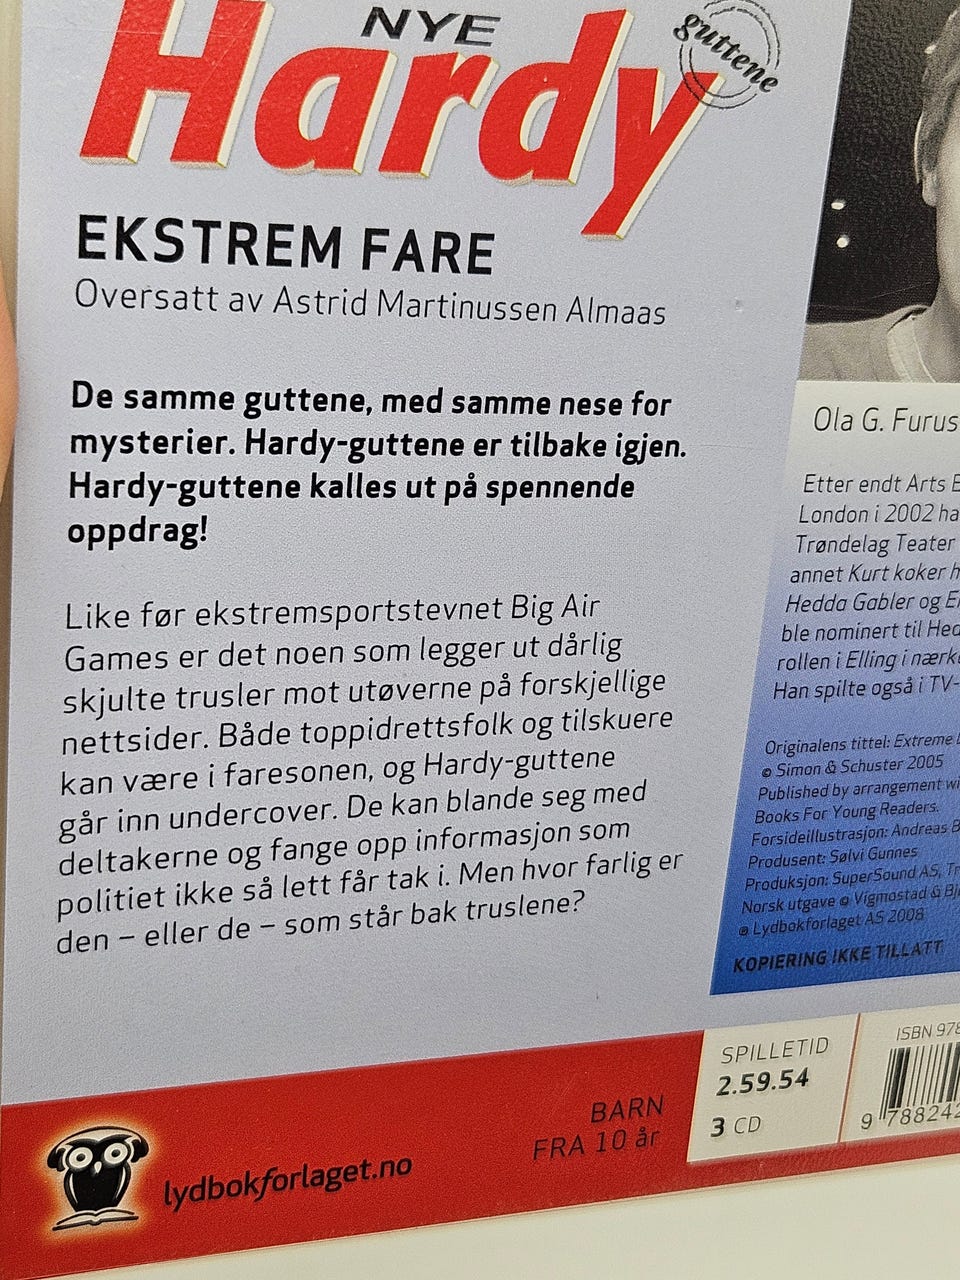 NYE
Hardy
guttene
EKSTREM FARE
Oversatt av Astrid Martinussen Almaas
De samme guttene, med samme nese for
mysterier. Hardy-guttene er tilbake igjen.
Hardy-guttene kalles ut på spennende
oppdrag!
Like før ekstremsportstevnet Big Air
Games er det noen som legger ut dårlig
skjulte trusler mot utøverne på forskjellige
nettsider. Både toppidrettsfolk og tilskuere
kan være i faresonen, og Hardy-guttene
går inn undercover. De kan blande seg med
deltakerne og fange opp informasjon som
politiet ikke så lett får tak i. Men hvor farlig er
den – eller de – som står bak truslene?
Ola G. Furus
Etter endt Arts
London i 2002 ha
Trøndelag Teater
annet Kurt koker
Hedda Gabler og
ble nominert til
rollen i Elling i
Han spilte også i TV-
Originalens tittel: Extreme
© Simon & Schuster 2005
Published by arrangement
Books For Young Readers.
Forsideillustrasjon: Andreas
Produsent: Sølvi Gunnes
Produksjon: SuperSound AS,
Norsk utgave © Vigmostad &
℗ Lydbokforlaget AS 2008
KOPIERING IKKE TILLATT
SPILLETID
2.59.54
3 CD
ISBN 978
9 788242
BARN
FRA 10 år
lydbokforlaget.no